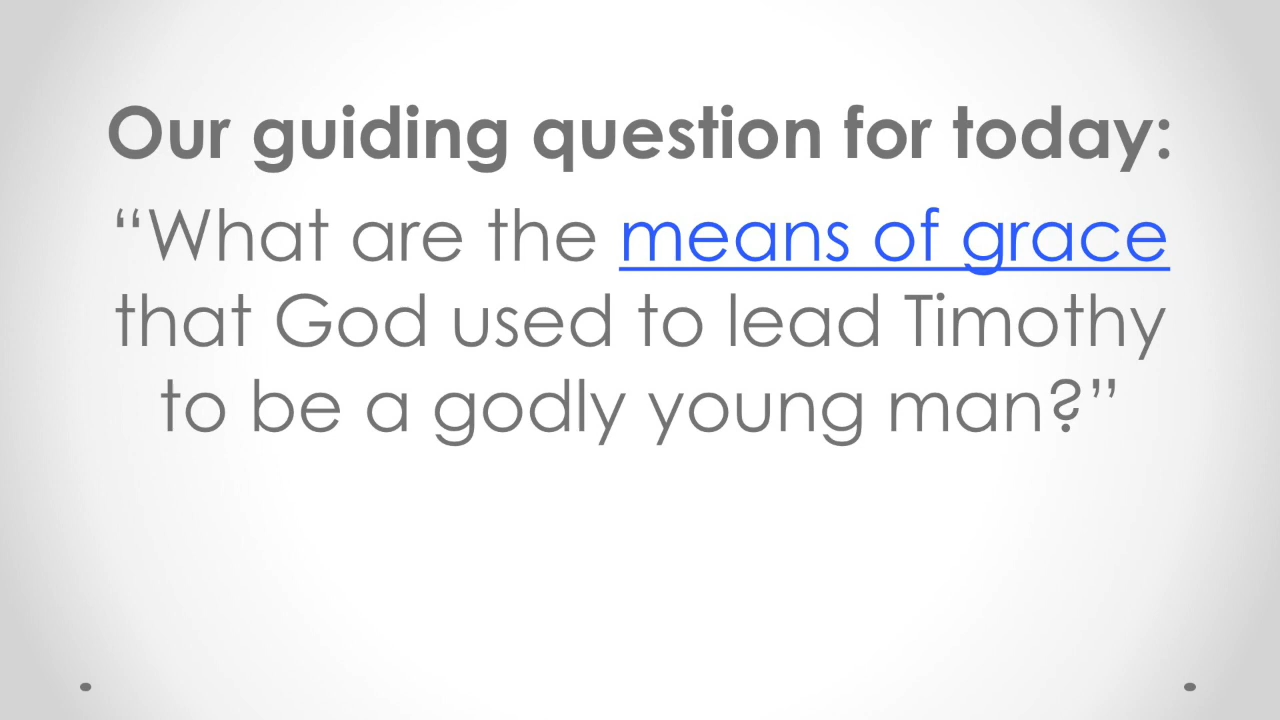 Our guiding question for today:
“What are the means of grace
that God used to lead Timothy
to be a godly young man?”